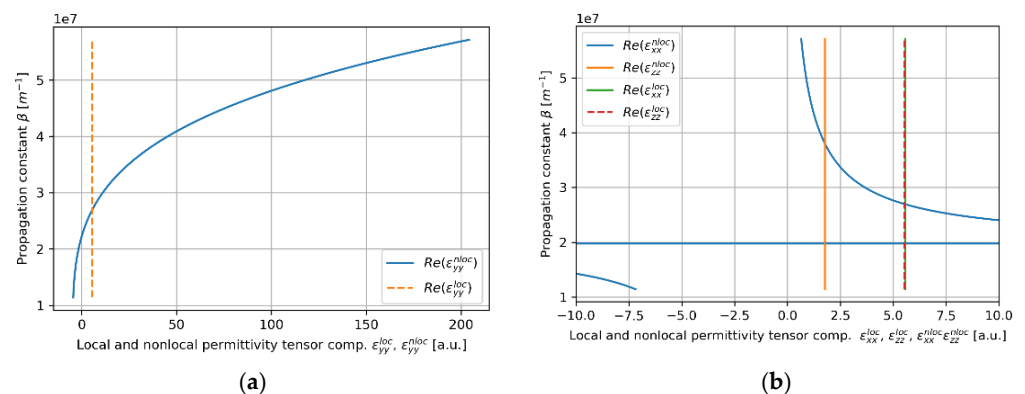 1e7
Propagation constant β [m⁻¹]
5
4
3
2
1
0 50 100 150 200
Re(ε_yy^nloc)
Re(ε_yy^loc)
Local and nonlocal permittivity tensor comp. ε_yy^loc, ε_yy^nloc [a.u.]
(a)
1e7
Propagation constant β [m⁻¹]
5
4
3
2
1
Re(ε_xx^nloc)
Re(ε_zz^nloc)
Re(ε_xx^loc)
Re(ε_zz^loc)
−10.0 −7.5 −5.0 −2.5 0.0 2.5 5.0 7.5 10.0
Local and nonlocal permittivity tensor comp. ε_xx^loc, ε_zz^loc, ε_xx^nloc ε_zz^nloc [a.u.]
(b)